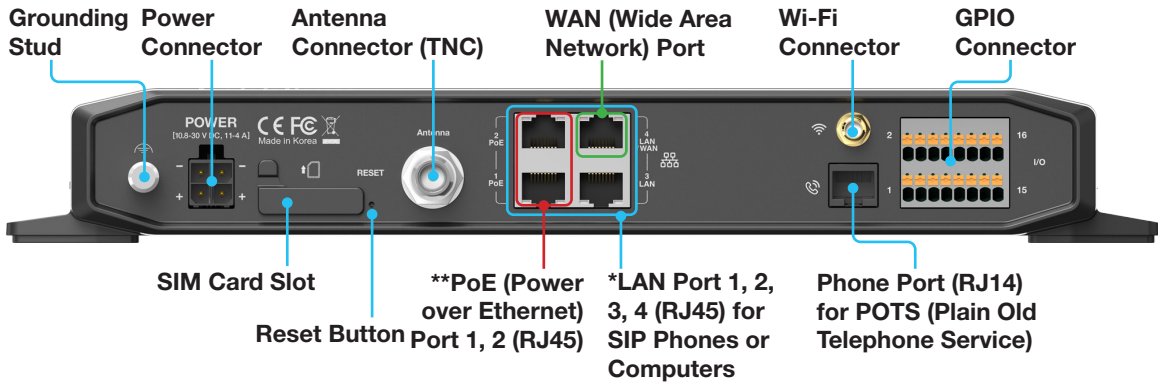 Grounding
Stud
Power
Connector
Antenna
Connector (TNC)
WAN (Wide Area
Network) Port
Wi-Fi
Connector
GPIO
Connector
POWER
[10.8-30 V DC, 11-4 A]
CE FC
Made in Korea
- -
+ +
RESET
Antenna
2
PoE
1
PoE
4
LAN
WAN
3
LAN
2
1
16
I/O
15
SIM Card Slot
Reset Button
**PoE (Power
over Ethernet)
Port 1, 2 (RJ45)
*LAN Port 1, 2,
3, 4 (RJ45) for
SIP Phones or
Computers
Phone Port (RJ14)
for POTS (Plain Old
Telephone Service)